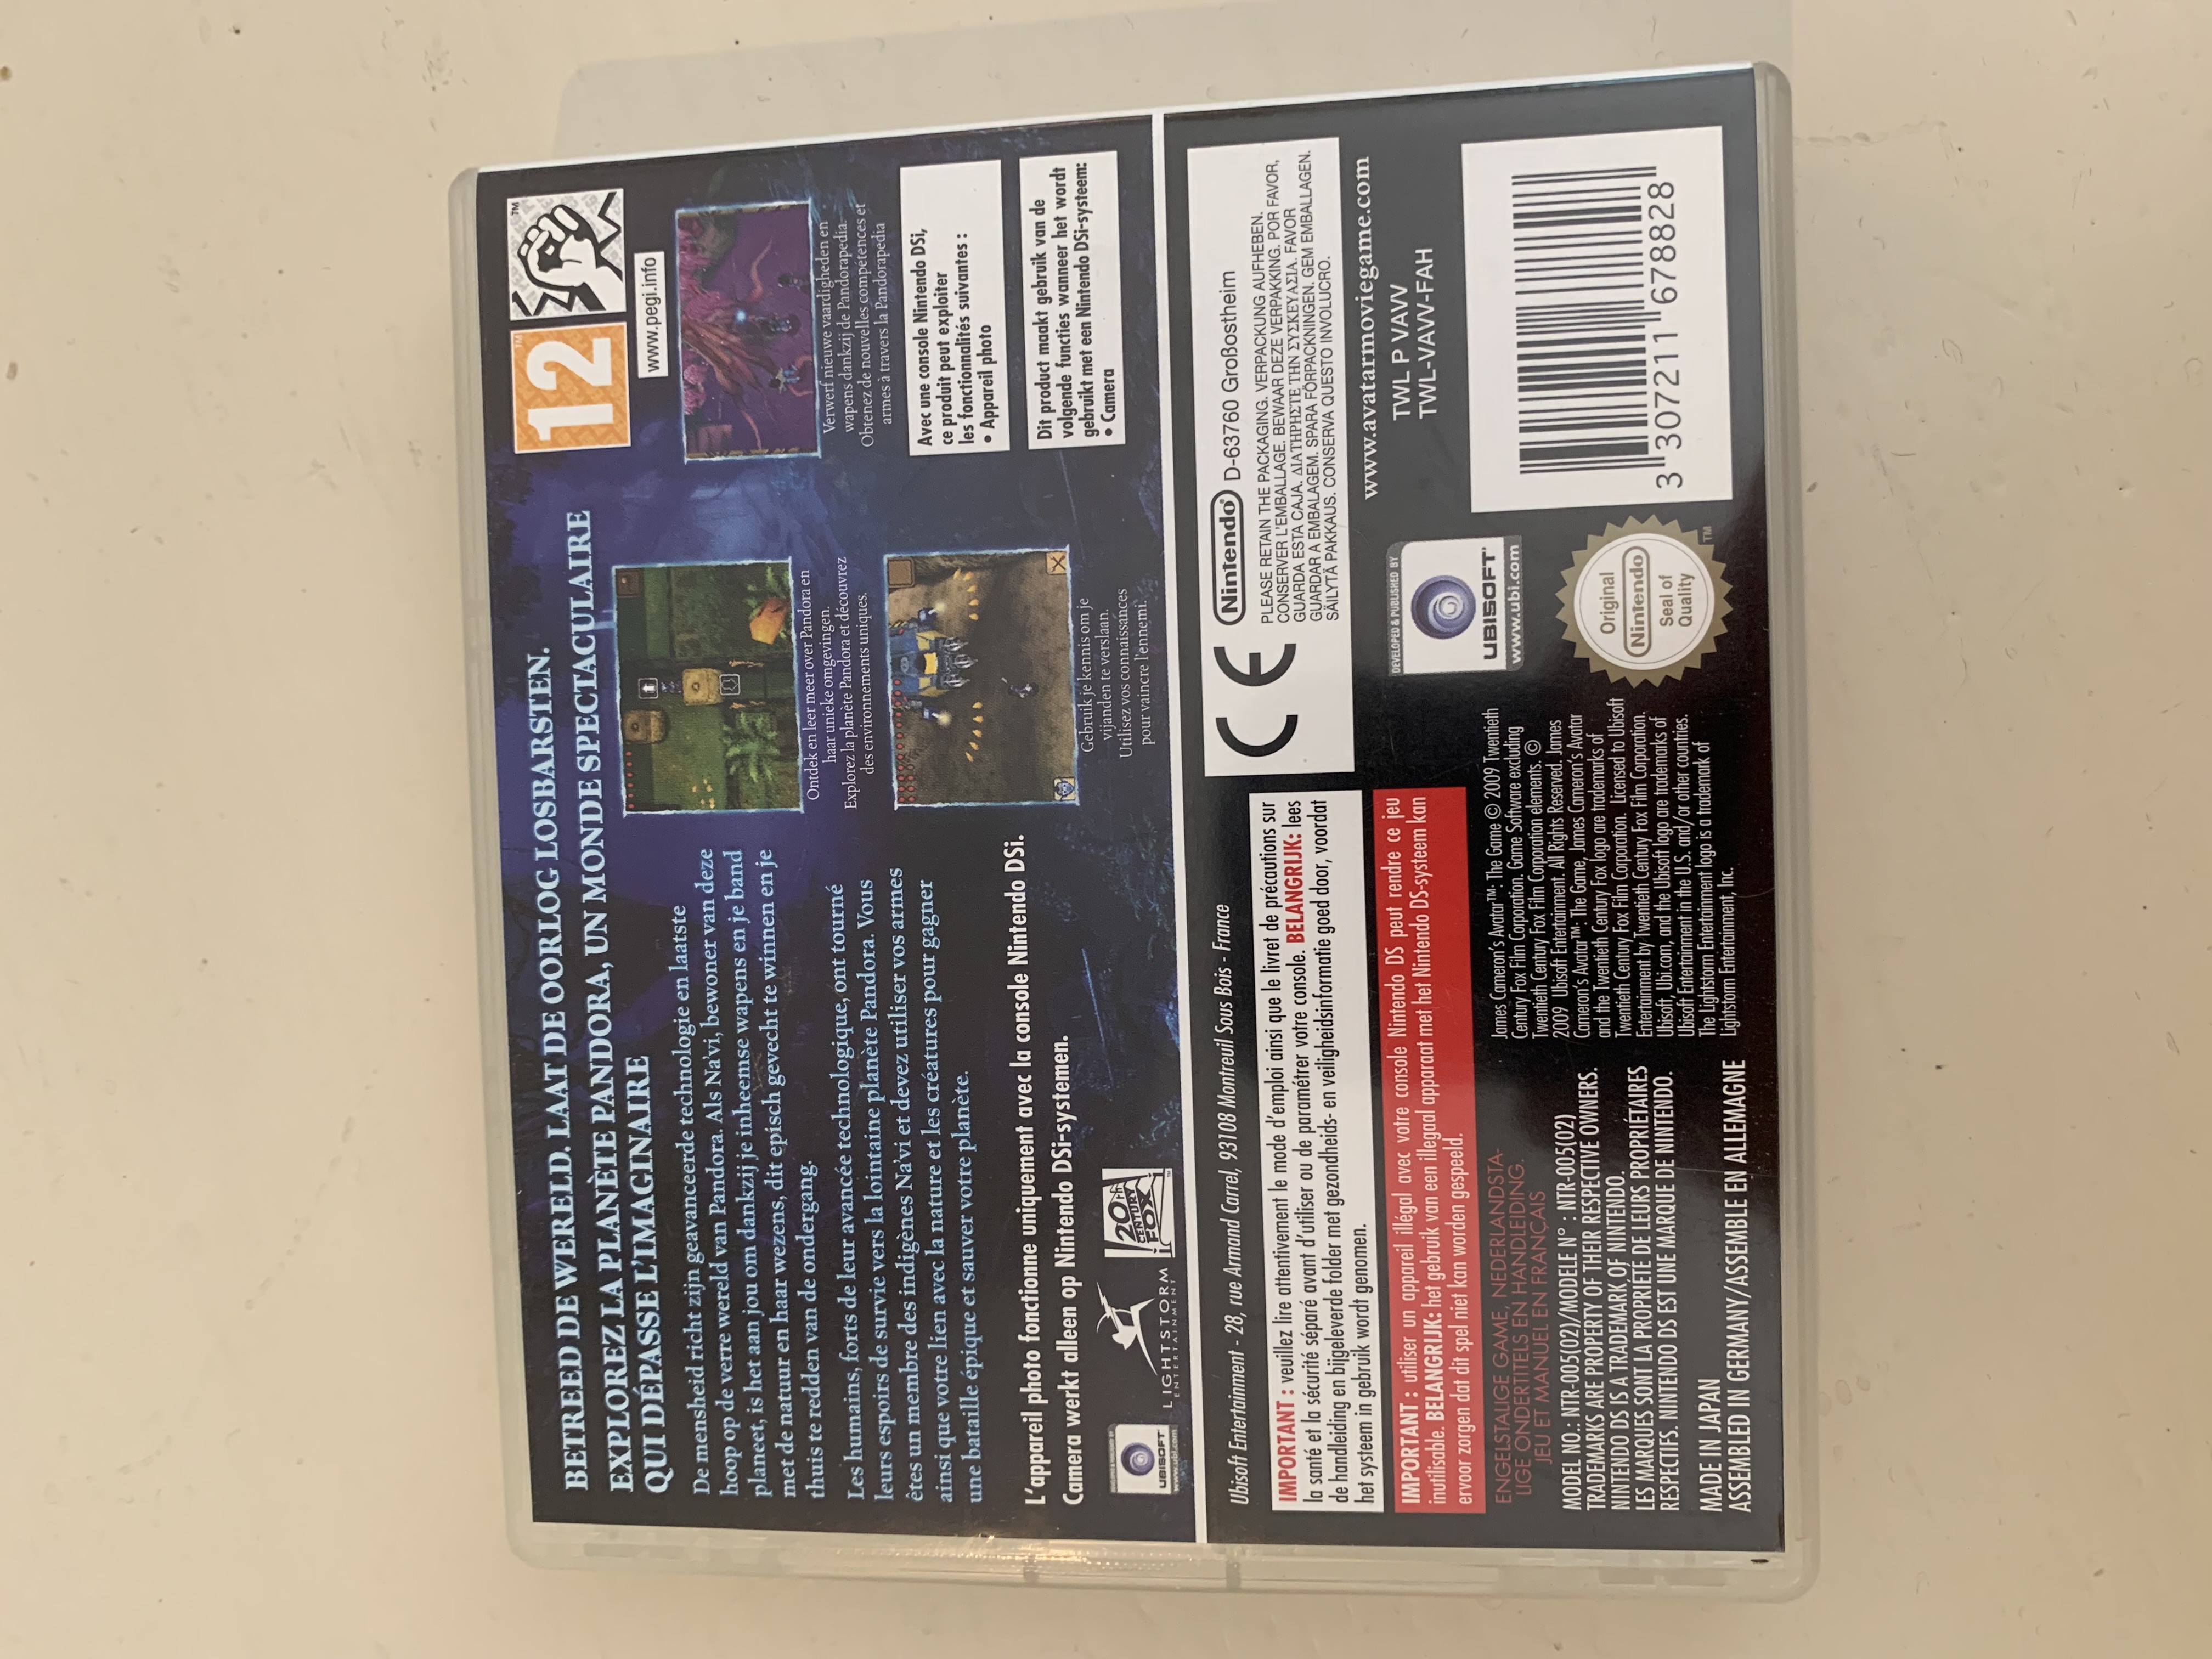 BETREED DE WERELD. LAAT DE OORLOG LOSBARSTEN.
EXPLOREZ LA PLANÈTE PANDORA, UN MONDE SPECTACULAIRE
QUI DÉPASSE L'IMAGINAIRE
De mensheid richt zijn geavanceerde technologie en laatste
hoop op de verre wereld van Pandora. Als Na'vi, bewoner van deze
planeet, is het aan jou om dankzij je inheemse wapens en je band
met de natuur en haar wezens, dit episch gevecht te winnen en je
thuis te redden van de ondergang.
Les humains, forts de leur avancée technologique, ont tourné
leurs espoirs de survie vers la lointaine planète Pandora. Vous
êtes un membre des indigènes Na'vi et devez utiliser vos armes
ainsi que votre lien avec la nature et les créatures pour gagner
une bataille épique et sauver votre planète.
L'appareil photo fonctionne uniquement avec la console Nintendo DSi.
Camera werkt alleen op Nintendo DSi-systemen.
DEVELOPED & PUBLISHED BY
UBISOFT
www.ubi.com
LIGHTSTORM
ENTERTAINMENT
20TH
CENTURY
FOX
TM
Ontdek en leer meer over Pandora en
haar unieke omgevingen.
Explorez la planète Pandora et découvrez
des environnements uniques.
Gebruik je kennis om je
vijanden te verslaan.
Utilisez vos connaissances
pour vaincre l'ennemi.
12
TM
TM
www.pegi.info
Verwerf nieuwe vaardigheden en
wapens dankzij de Pandorapedia.
Obtenez de nouvelles compétences et
armes à travers la Pandorapedia
Avec une console Nintendo DSi,
ce produit peut exploiter
les fonctionnalités suivantes :
• Appareil photo
Dit product maakt gebruik van de
volgende functies wanneer het wordt
gebruikt met een Nintendo DSi-systeem:
• Camera
Ubisoft Entertainment - 28, rue Armand Carrel, 93108 Montreuil Sous Bois - France
IMPORTANT : veuillez lire attentivement le mode d'emploi ainsi que le livret de précautions sur
la santé et la sécurité séparé avant d'utiliser ou de paramétrer votre console. BELANGRIJK: lees
de handleiding en bijgeleverde folder met gezondheids- en veiligheidsinformatie goed door, voordat
het systeem in gebruik wordt genomen.
IMPORTANT : utiliser un appareil illégal avec votre console Nintendo DS peut rendre ce jeu
inutilisable. BELANGRIJK: het gebruik van een illegaal apparaat met het Nintendo DS-systeem kan
ervoor zorgen dat dit spel niet kan worden gespeeld.
ENGELSTALIGE GAME, NEDERLANDSTA-
LIGE ONDERTITELS EN HANDLEIDING.
JEU ET MANUEL EN FRANÇAIS
MODEL NO.: NTR-005(02)/MODELE N° : NTR-005(02)
TRADEMARKS ARE PROPERTY OF THEIR RESPECTIVE OWNERS.
NINTENDO DS IS A TRADEMARK OF NINTENDO.
LES MARQUES SONT LA PROPRIÉTÉ DE LEURS PROPRIÉTAIRES
RESPECTIFS. NINTENDO DS EST UNE MARQUE DE NINTENDO.
MADE IN JAPAN
ASSEMBLED IN GERMANY/ASSEMBLE EN ALLEMAGNE
James Cameron's Avatar™: The Game © 2009 Twentieth
Century Fox Film Corporation. Game Software excluding
Twentieth Century Fox Film Corporation elements. ©
2009 Ubisoft Entertainment. All Rights Reserved. James
Cameron's Avatar™: The Game, James Cameron's Avatar
and the Twentieth Century Fox logo are trademarks of
Twentieth Century Fox Film Corporation. Licensed to Ubisoft
Entertainment by Twentieth Century Fox Film Corporation.
Ubisoft, Ubi.com, and the Ubisoft logo are trademarks of
Ubisoft Entertainment in the U.S. and/or other countries.
The Lightstorm Entertainment logo is a trademark of
Lightstorm Entertainment, Inc.
CE
Nintendo® D-63760 Großostheim
PLEASE RETAIN THE PACKAGING. VERPACKUNG AUFHEBEN.
CONSERVER L'EMBALLAGE. BEWAAR DEZE VERPAKKING. POR FAVOR,
GUARDA ESTA CAJA. ΔΙΑΤΗΡΗΣΤΕ ΤΗΝ ΣΥΣΚΕΥΑΣΙΑ. FAVOR
GUARDAR A EMBALAGEM. SPARA FÖRPACKNINGEN. GEM EMBALLAGEN.
SÄILYTÄ PAKKAUS. CONSERVA QUESTO INVOLUCRO.
www.avatarmoviegame.com
TWL P VAVV
TWL-VAVV-FAH
DEVELOPED & PUBLISHED BY
UBISOFT
www.ubi.com
Original
Nintendo
Seal of
Quality
TM
3 307211 678828